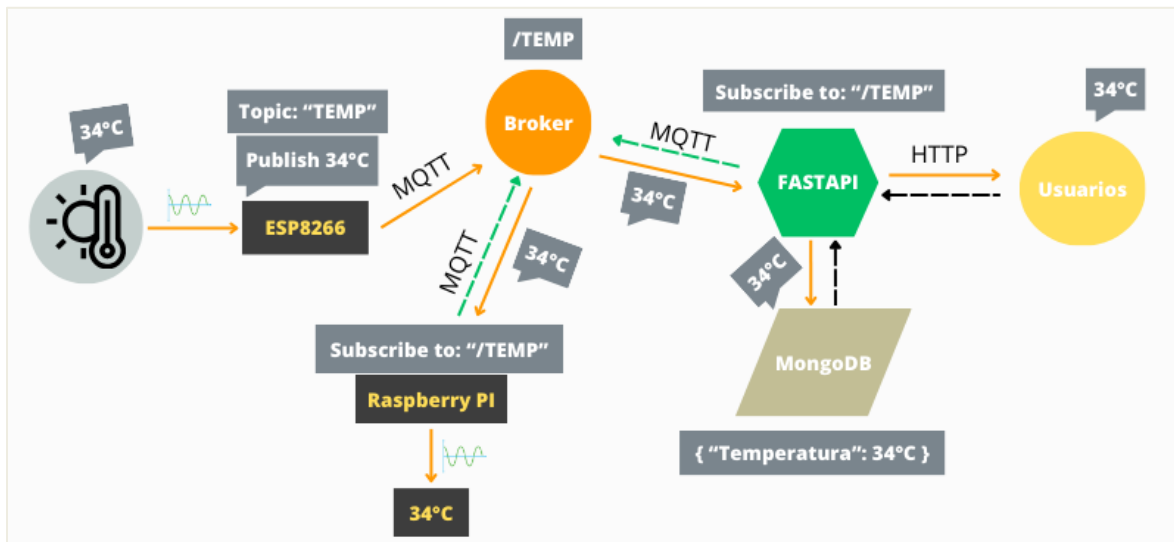 /TEMP
34°C
Topic: “TEMP”
Publish 34°C
ESP8266
MQTT
Broker
MQTT
34°C
Subscribe to: “/TEMP”
FASTAPI
HTTP
34°C
Usuarios
MQTT
34°C
Subscribe to: “/TEMP”
Raspberry PI
34°C
34°C
MongoDB
{ “Temperatura”: 34°C }